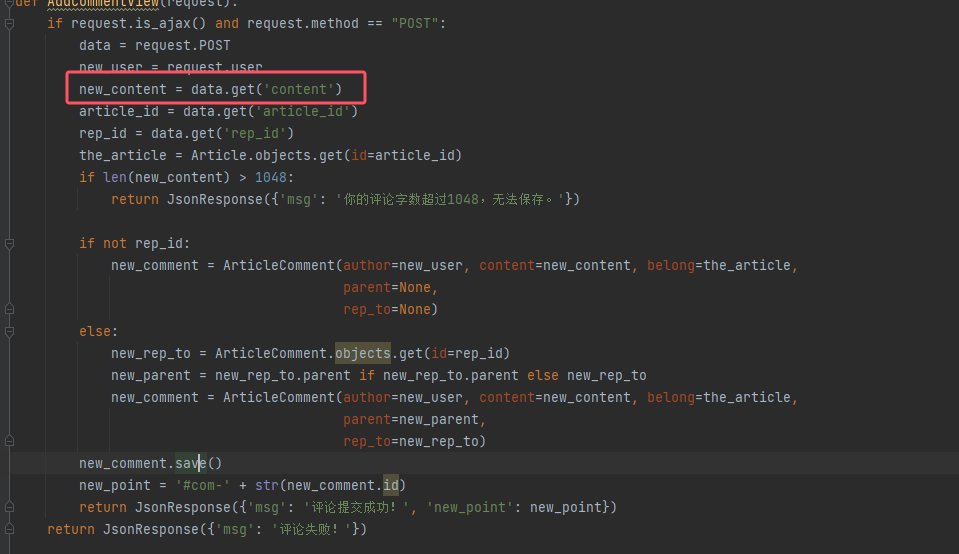 def AddCommentView(request):
    if request.is_ajax() and request.method == "POST":
        data = request.POST
        new_user = request.user
        new_content = data.get('content')
        article_id = data.get('article_id')
        rep_id = data.get('rep_id')
        the_article = Article.objects.get(id=article_id)
        if len(new_content) > 1048:
            return JsonResponse({'msg': '你的评论字数超过1048，无法保存。'})
        if not rep_id:
            new_comment = ArticleComment(author=new_user, content=new_content, belong=the_article,
                                         parent=None,
                                         rep_to=None)
        else:
            new_rep_to = ArticleComment.objects.get(id=rep_id)
            new_parent = new_rep_to.parent if new_rep_to.parent else new_rep_to
            new_comment = ArticleComment(author=new_user, content=new_content, belong=the_article,
                                         parent=new_parent,
                                         rep_to=new_rep_to)
        new_comment.save()
        new_point = '#com-' + str(new_comment.id)
        return JsonResponse({'msg': '评论提交成功！', 'new_point': new_point})
    return JsonResponse({'msg': '评论失败！'})